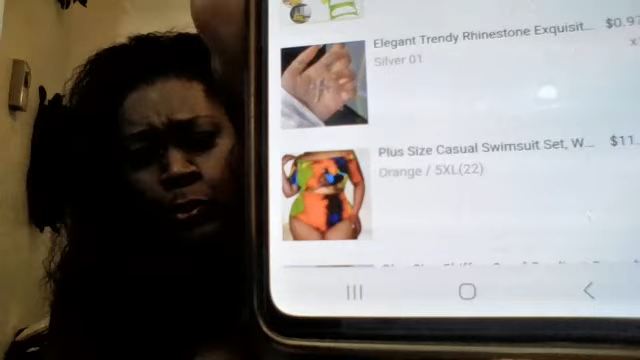 Elegant Trendy Rhinestone Exquisit... $0.97
Silver 01
Plus Size Casual Swimsuit Set, W... $11.
Orange / 5XL(22)